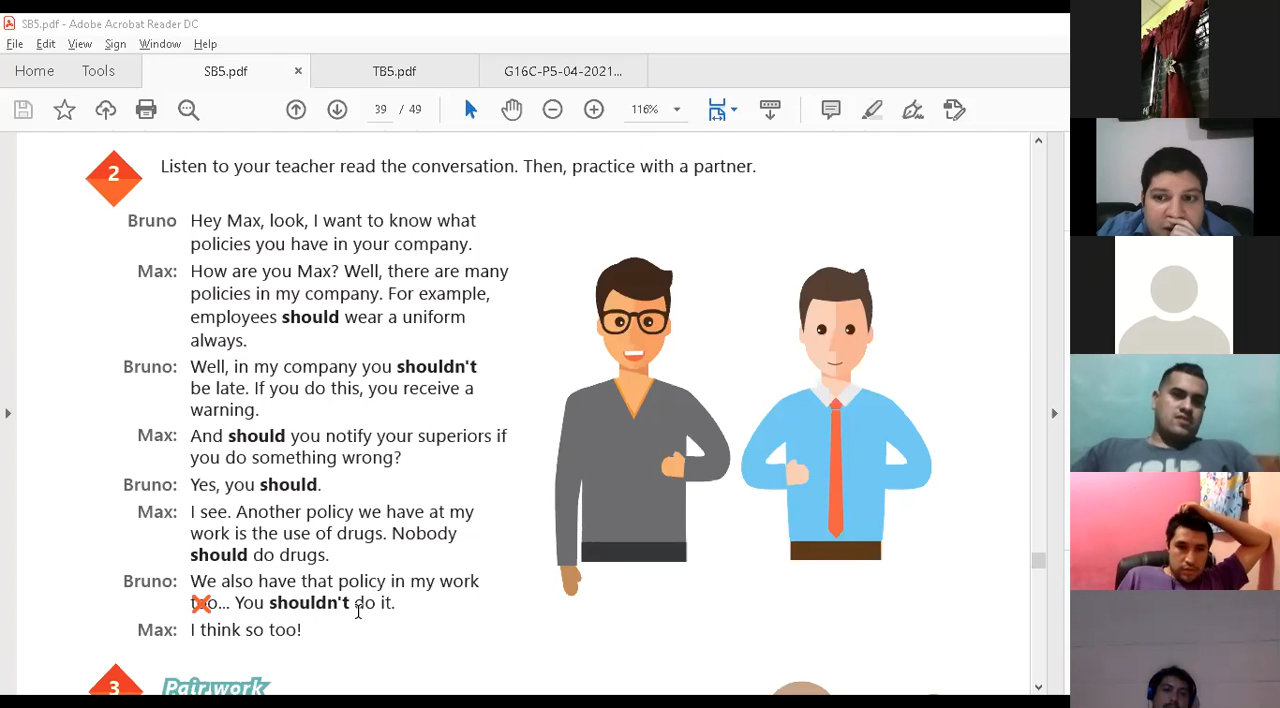 SB5.pdf - Adobe Acrobat Reader DC
File Edit View Sign Window Help
Home Tools SB5.pdf × TB5.pdf G16C-P5-04-2021...
39 / 49 116%
2 Listen to your teacher read the conversation. Then, practice with a partner.
Bruno Hey Max, look, I want to know what
policies you have in your company.
Max: How are you Max? Well, there are many
policies in my company. For example,
employees should wear a uniform
always.
Bruno: Well, in my company you shouldn't
be late. If you do this, you receive a
warning.
Max: And should you notify your superiors if
you do something wrong?
Bruno: Yes, you should.
Max: I see. Another policy we have at my
work is the use of drugs. Nobody
should do drugs.
Bruno: We also have that policy in my work
too... You shouldn't do it.
Max: I think so too!
3 Pair work